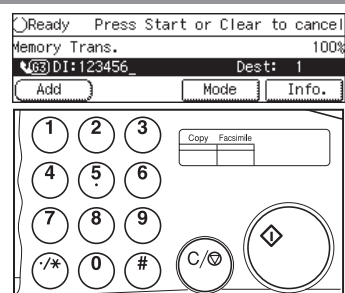 Ready Press Start or Clear to cancel
Memory Trans. 100%
G3 DI:123456_ Dest: 1
Add Mode Info.
1 2 3
Copy Facsimile
4 5 6
7 8 9
·/* 0 # C/